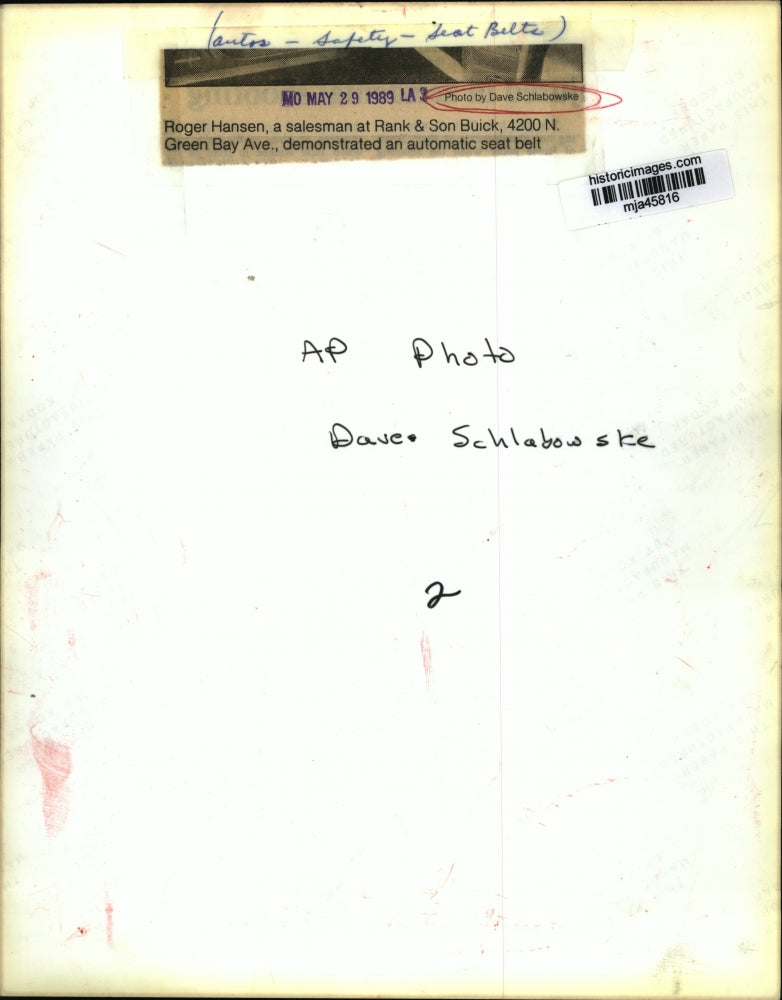 (autos - safety - Seat Belts)
MO MAY 29 1989 LA 3
Photo by Dave Schlabowske
Roger Hansen, a salesman at Rank & Son Buick, 4200 N.
Green Bay Ave., demonstrated an automatic seat belt
historicimages.com
mja45816
AP Photo
Dave Schlabowske
2